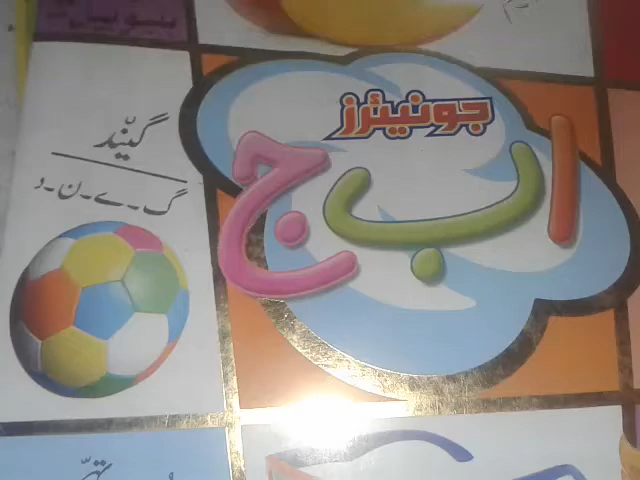 جونیئرز
ا ب ج
گیند
گ۔ے۔ن۔د